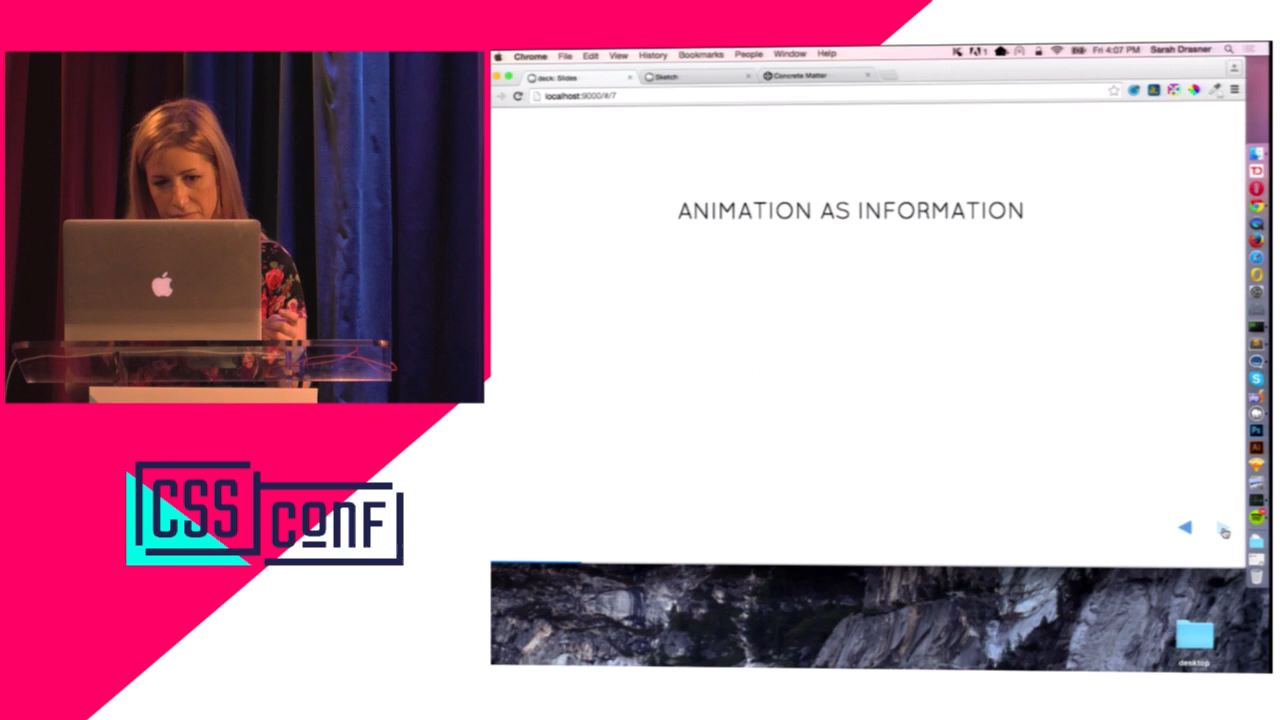 Chrome File Edit View History Bookmarks People Window Help
1 Fri 4:07 PM Sarah Drasner
deck: Slides
Sketch
Concrete Matter
localhost:9000/#/7
ANIMATION AS INFORMATION
desktop
CSS
CONF